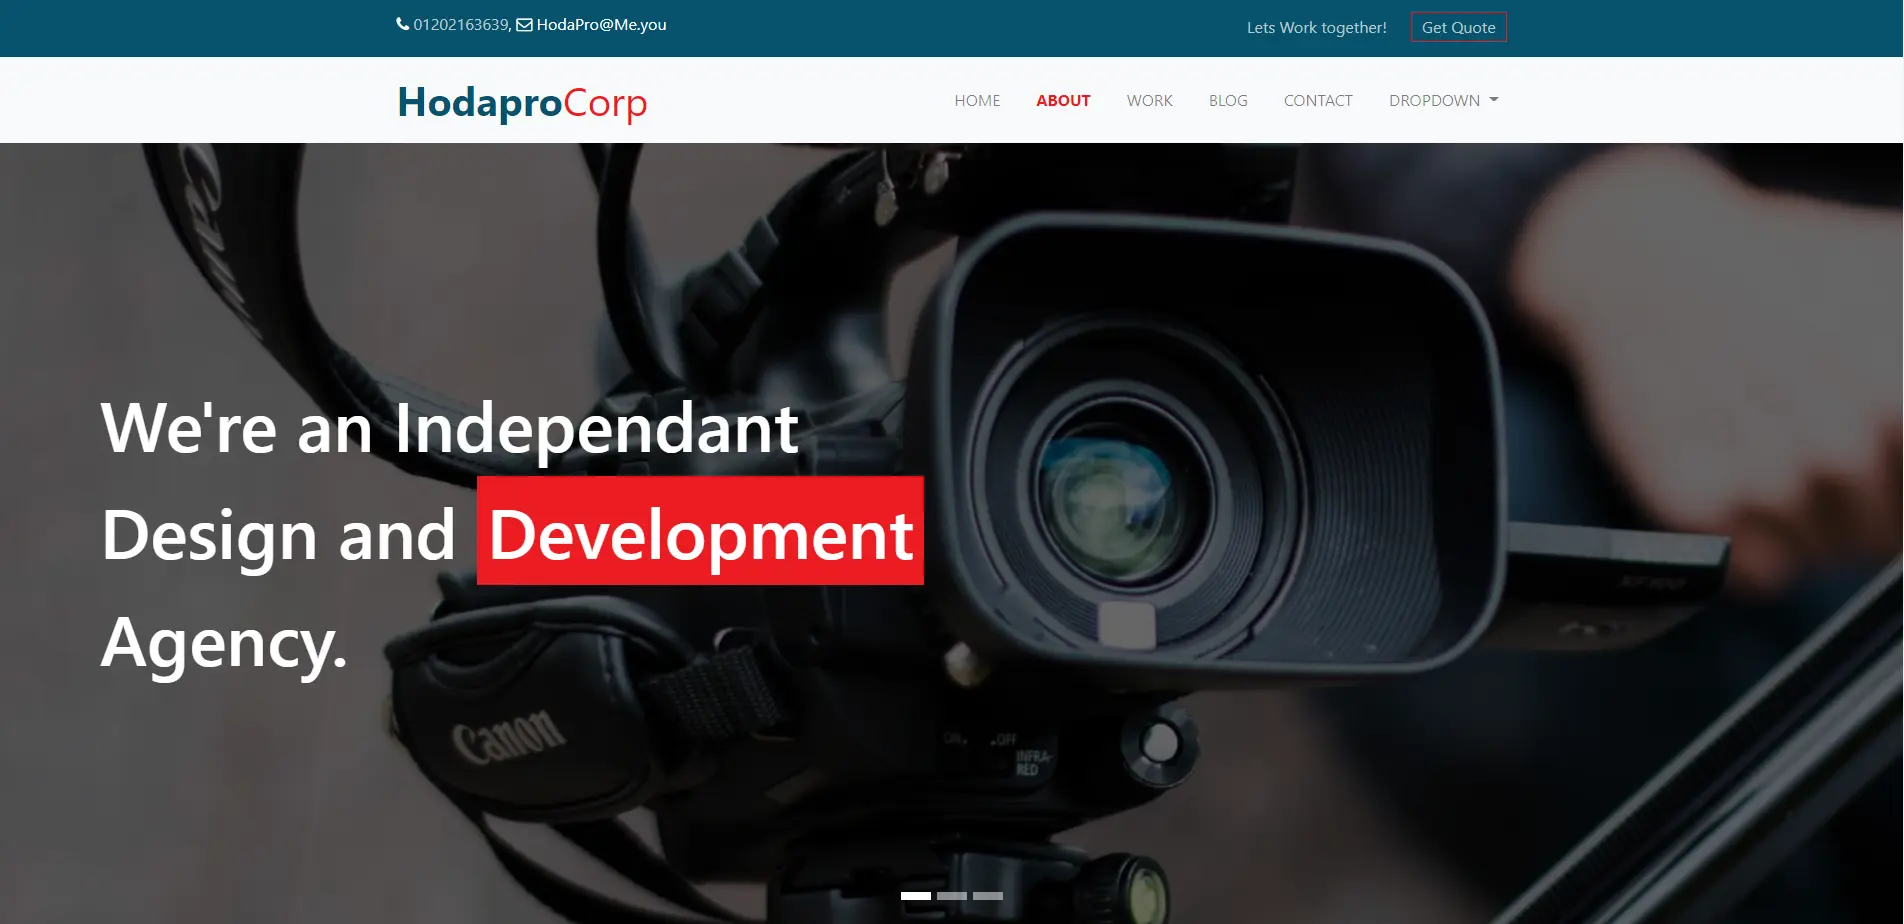 01202163639, HodaPro@Me.you
Lets Work together!
Get Quote
HodaproCorp
HOME ABOUT WORK BLOG CONTACT DROPDOWN
Canon
We're an Independant
Design and Development
Agency.
Canon
ON. .OFF
INFRA-
RED